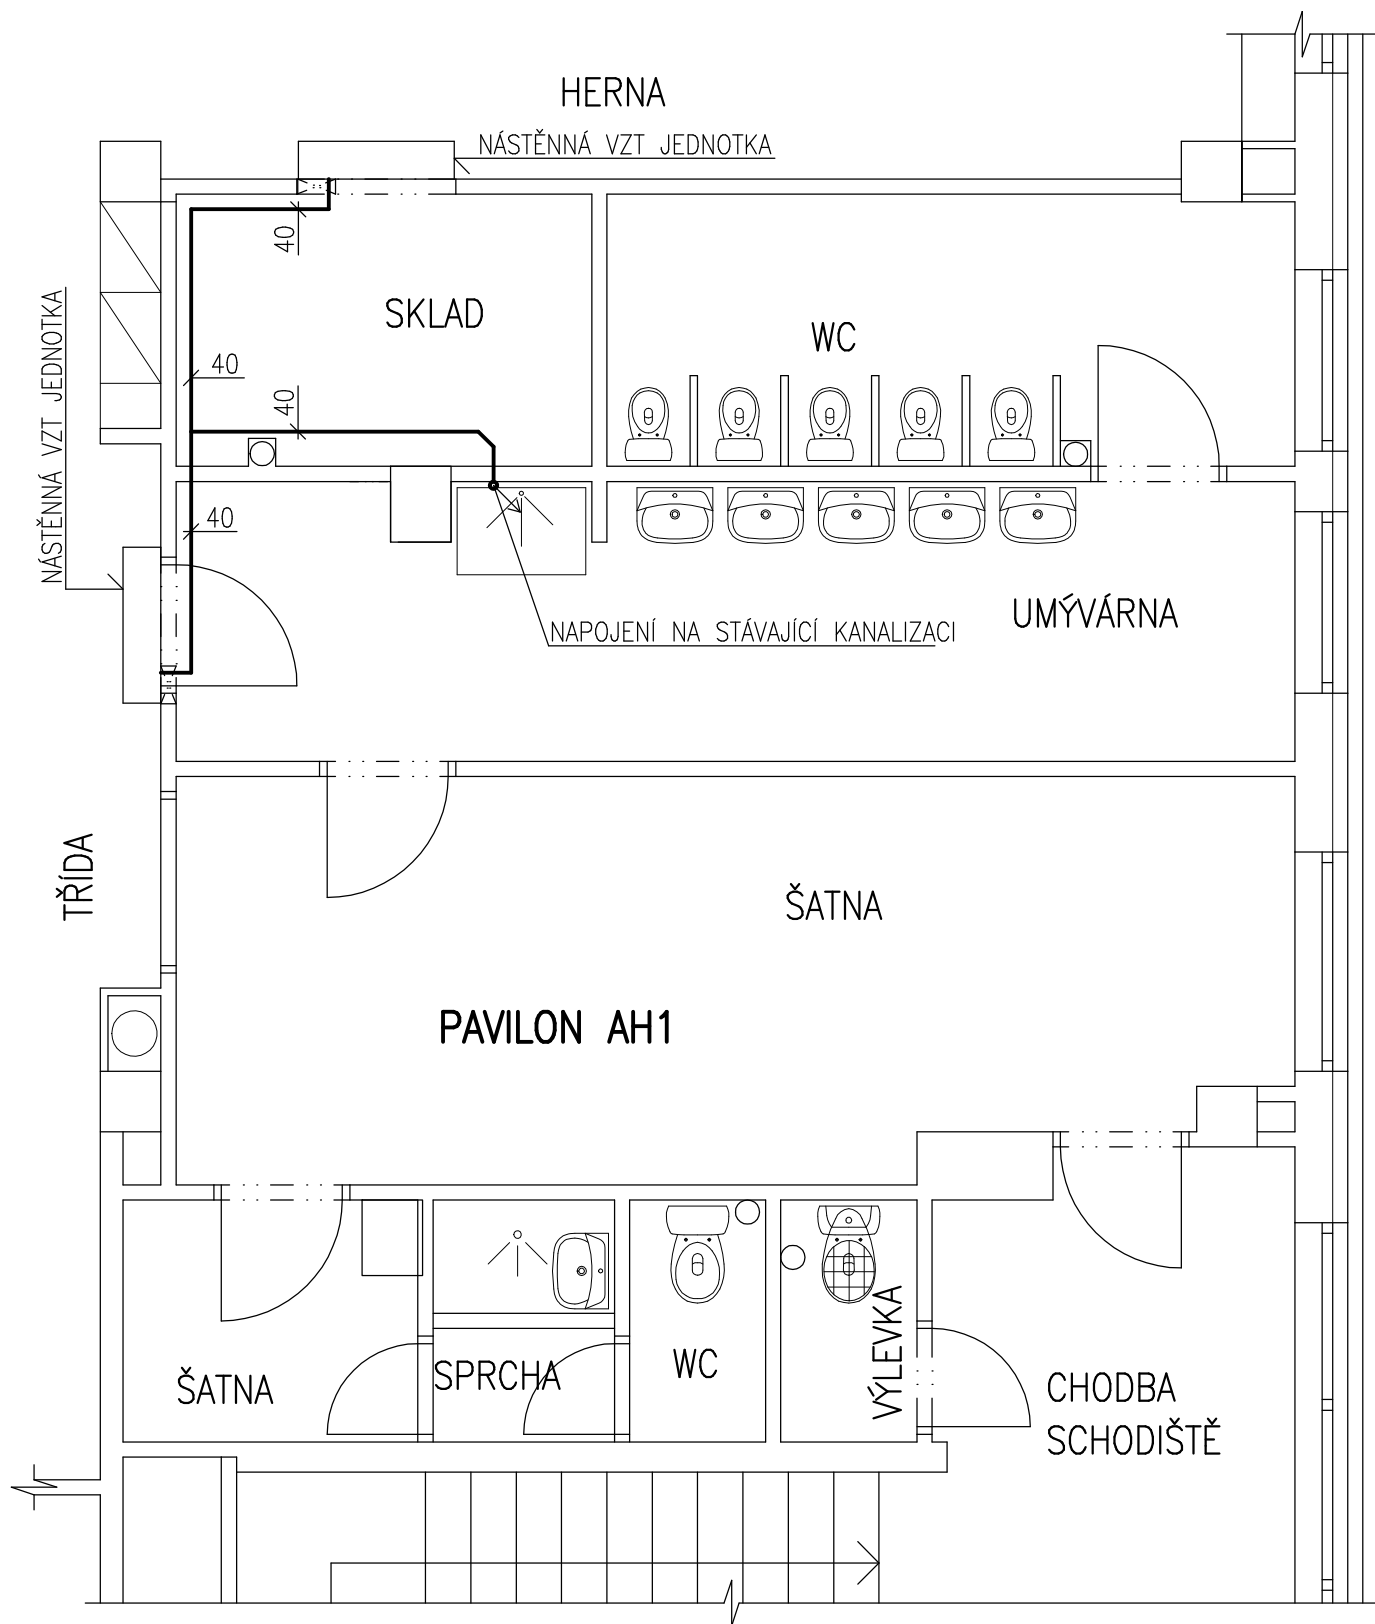 HERNA
NÁSTĚNNÁ VZT JEDNOTKA
40
SKLAD
WC
NÁSTĚNNÁ VZT JEDNOTKA
40
40
40
UMÝVÁRNA
NAPOJENÍ NA STÁVAJÍCÍ KANALIZACI
TŘÍDA
ŠATNA
PAVILON AH1
ŠATNA
SPRCHA
WC
VÝLEVKA
CHODBA
SCHODIŠTĚ